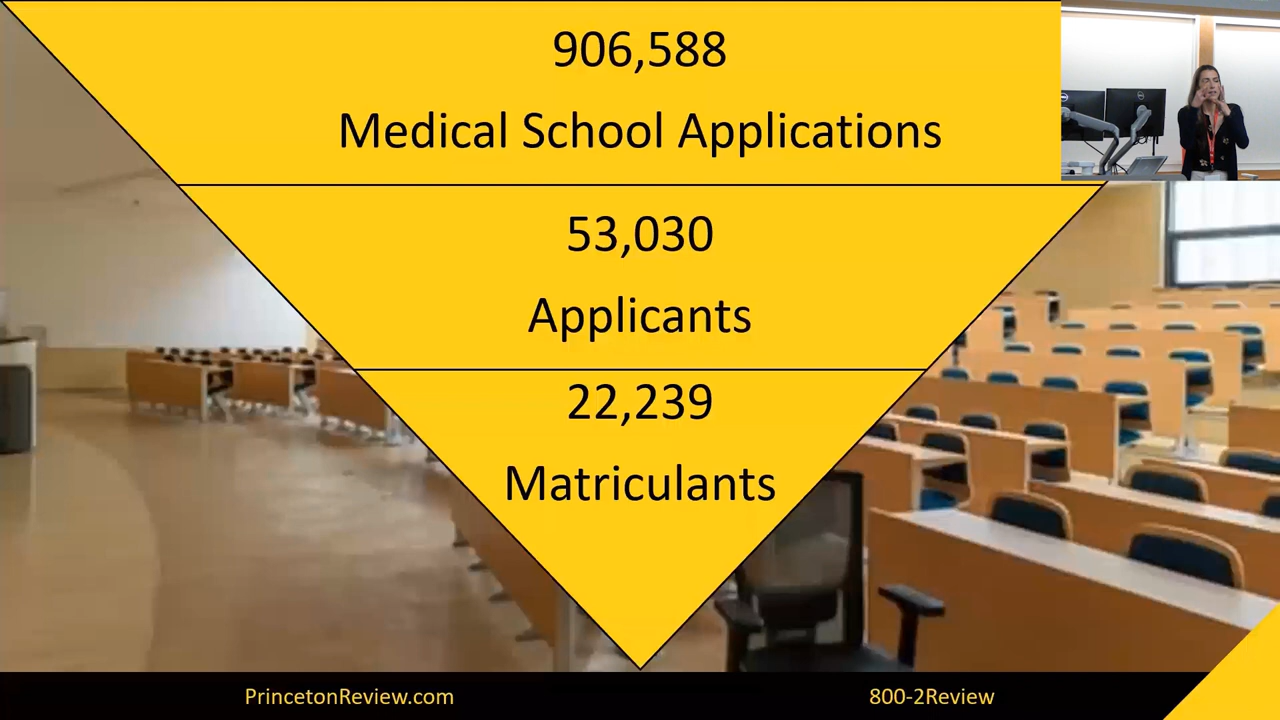 906,588
Medical School Applications
53,030
Applicants
22,239
Matriculants
PrincetonReview.com
800-2Review